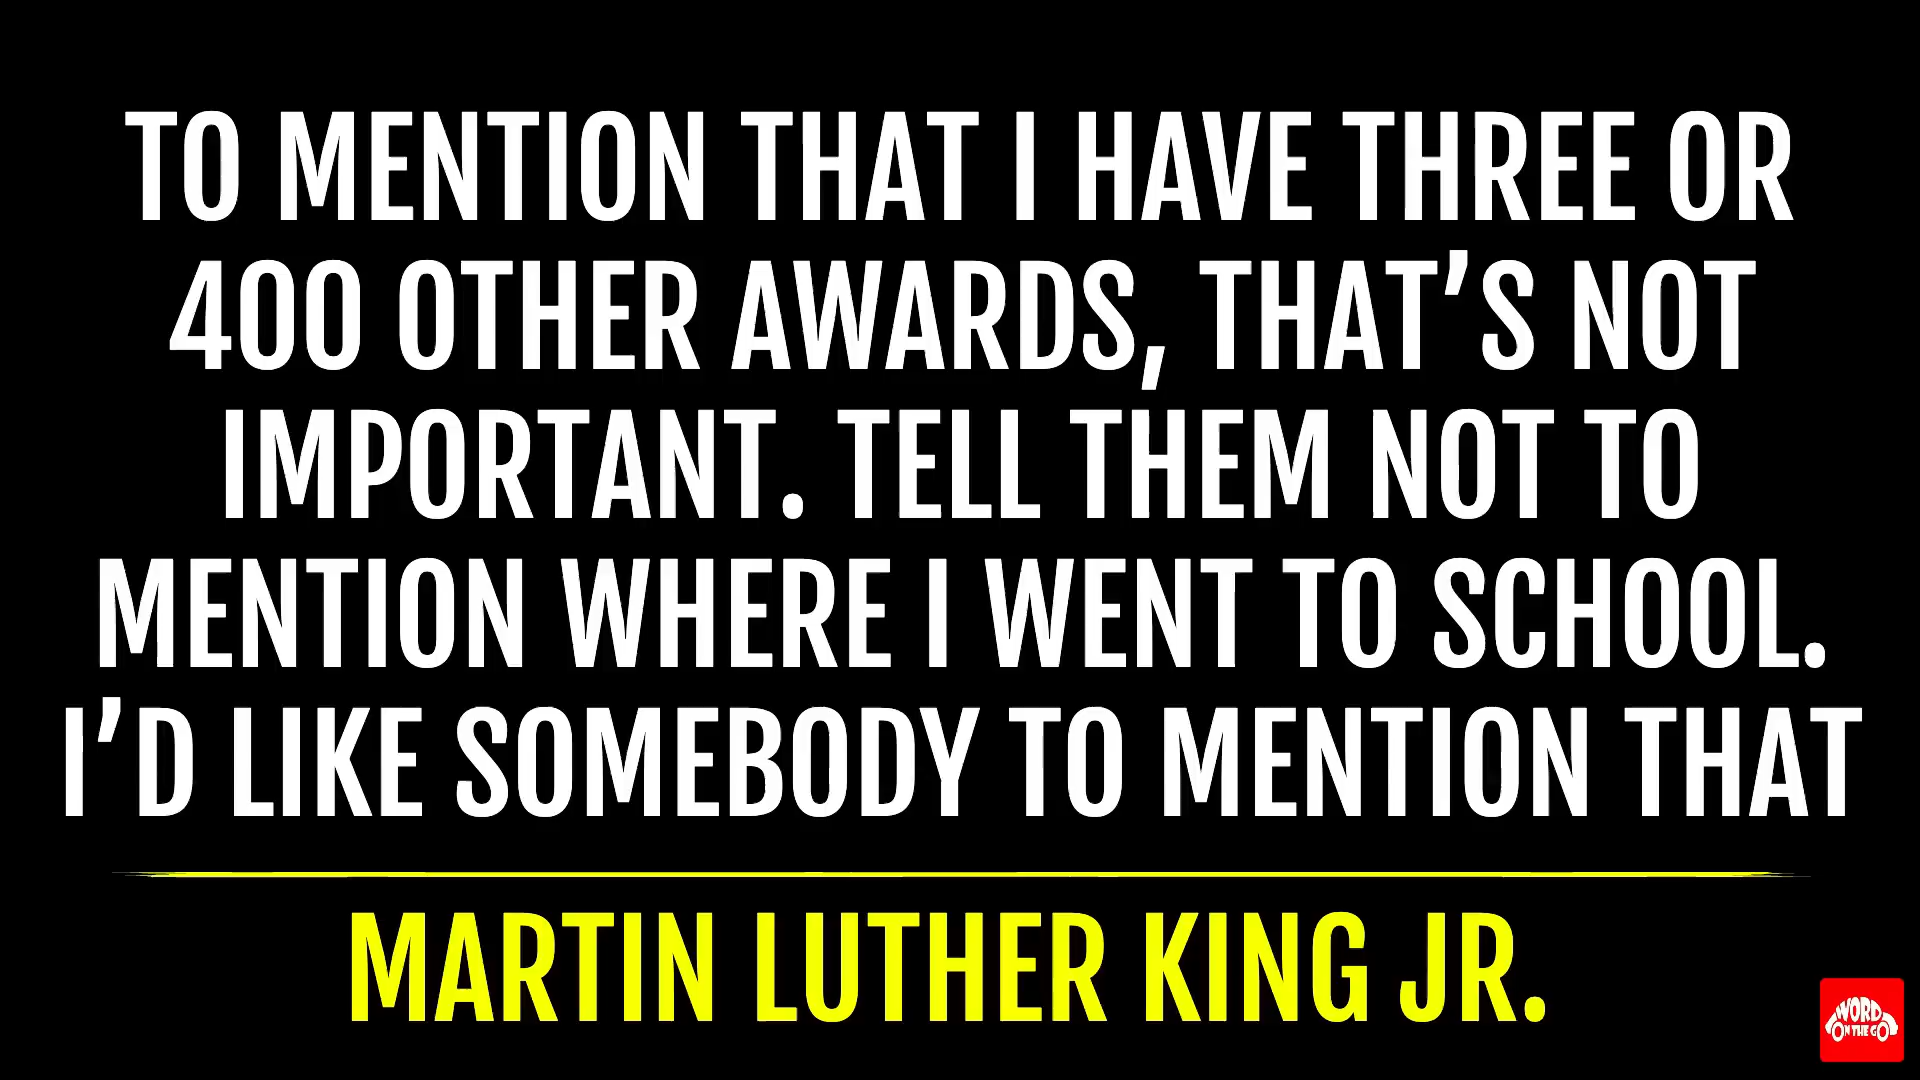 TO MENTION THAT I HAVE THREE OR
400 OTHER AWARDS, THAT’S NOT
IMPORTANT. TELL THEM NOT TO
MENTION WHERE I WENT TO SCHOOL.
I’D LIKE SOMEBODY TO MENTION THAT
MARTIN LUTHER KING JR.
WORD
ON THE GO